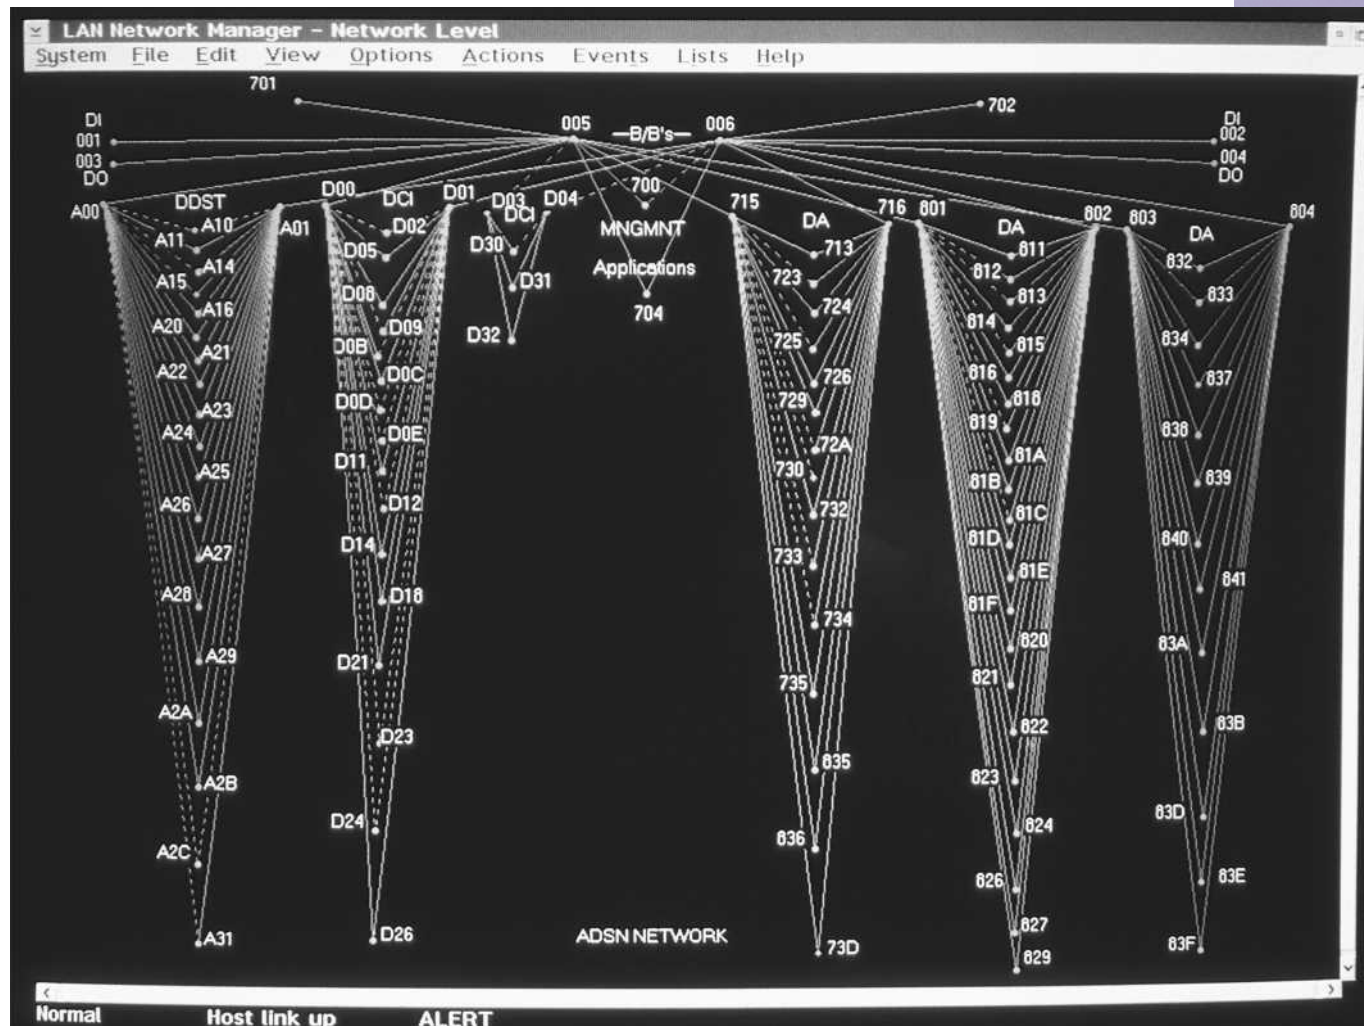 LAN Network Manager – Network Level
System File Edit View Options Actions Events Lists Help
701
702
DI
001
003
DO
005
—B/B's—
006
DI
002
004
DO
A00
DDST
A01
D00
DCI
D01
D03
DCI
D04
700
MNGMNT
Applications
704
715
DA
716
801
DA
802
803
DA
804
A10
A11
A14
A15
A16
A20
A21
A22
A23
A24
A25
A26
A27
A28
A29
A2A
A2B
A2C
A31
D02
D05
D08
D09
D0B
D0C
D0D
D0E
D11
D12
D14
D18
D21
D23
D24
D26
D30
D31
D32
713
723
724
725
726
729
72A
730
732
733
734
735
835
836
73D
811
812
813
814
815
816
818
819
81A
81B
81C
81D
81E
81F
820
821
822
823
824
826
827
829
832
833
834
837
838
839
840
841
83A
83B
83D
83E
83F
ADSN NETWORK
Normal Host link up ALERT